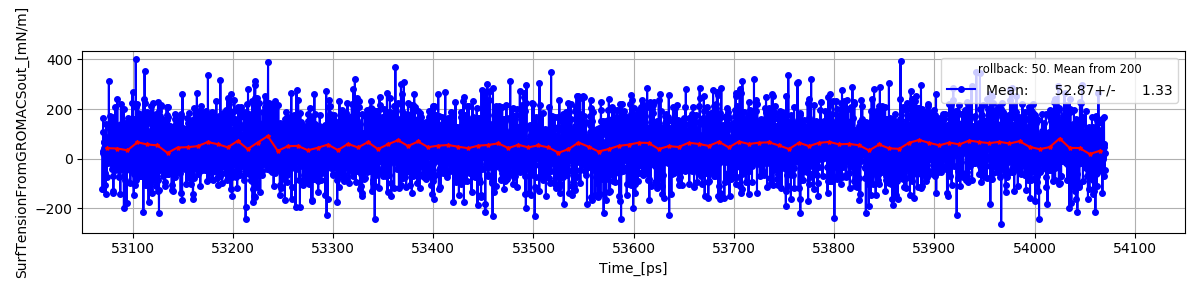 SurfTensionFromGROMACSout_[mN/m]
400
200
0
−200
rollback: 50. Mean from 200
Mean: 52.87+/- 1.33
53100 53200 53300 53400 53500 53600 53700 53800 53900 54000 54100
Time_[ps]